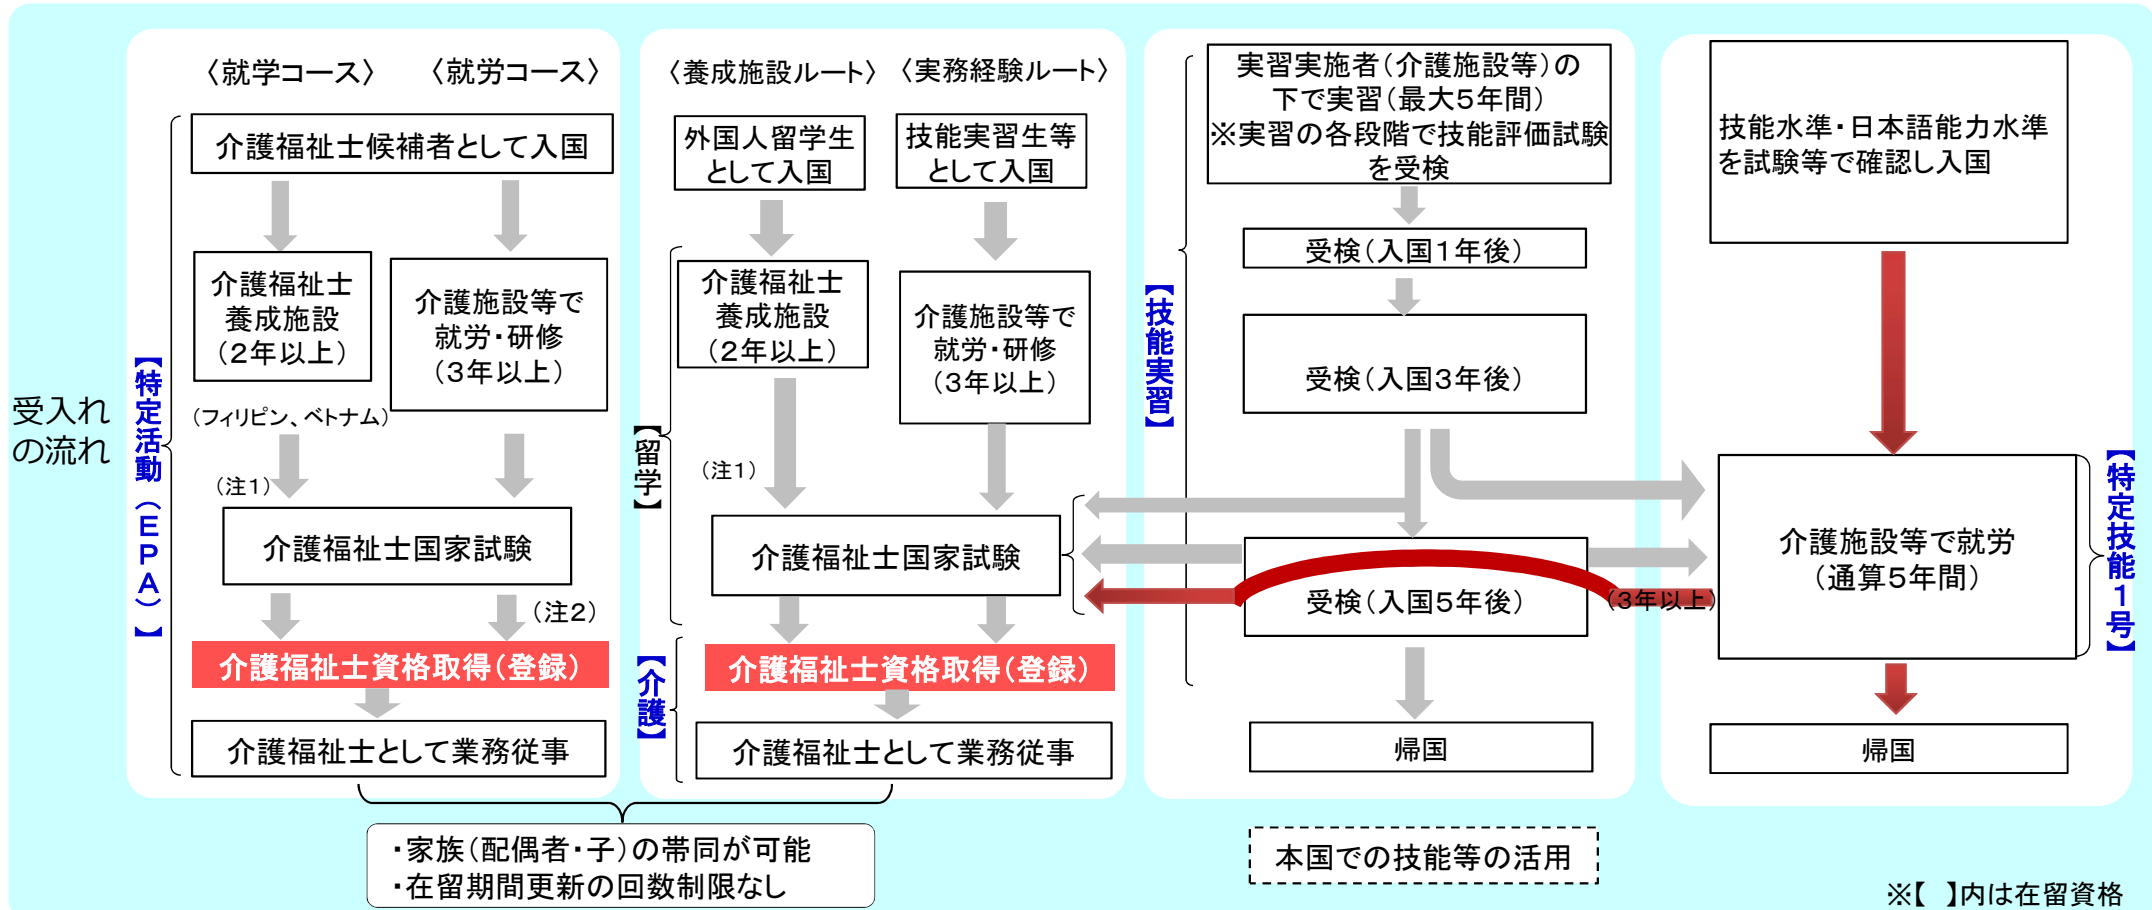 受入れ
の流れ
【特定活動(EPA)】
〈就学コース〉
〈就労コース〉
介護福祉士候補者として入国
介護福祉士
養成施設
(2年以上)
介護施設等で
就労・研修
(3年以上)
(フィリピン、ベトナム)
(注1)
介護福祉士国家試験
(注2)
介護福祉士資格取得(登録)
介護福祉士として業務従事
〈養成施設ルート〉
〈実務経験ルート〉
外国人留学生
として入国
技能実習生等
として入国
【留学】
介護福祉士
養成施設
(2年以上)
介護施設等で
就労・研修
(3年以上)
(注1)
介護福祉士国家試験
【介護】
介護福祉士資格取得(登録)
介護福祉士として業務従事
・家族(配偶者・子)の帯同が可能
・在留期間更新の回数制限なし
【技能実習】
実習実施者(介護施設等)の
下で実習(最大5年間)
※実習の各段階で技能評価試験
を受検
受検(入国1年後)
受検(入国3年後)
受検(入国5年後)
帰国
本国での技能等の活用
技能水準・日本語能力水準
を試験等で確認し入国
(3年以上)
介護施設等で就労
(通算5年間)
【特定技能1号】
帰国
※【 】内は在留資格